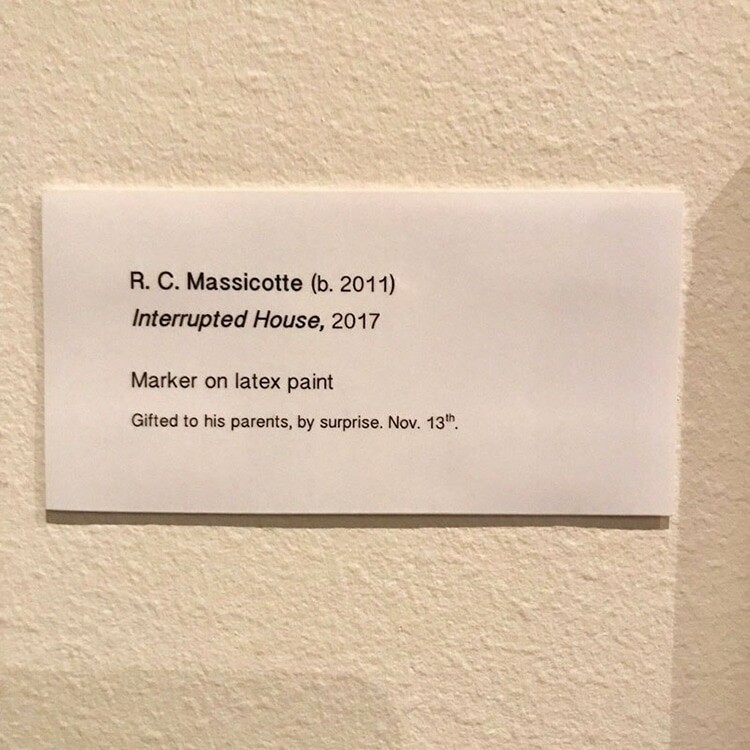 R. C. Massicotte (b. 2011)
Interrupted House, 2017
Marker on latex paint
Gifted to his parents, by surprise. Nov. 13th.